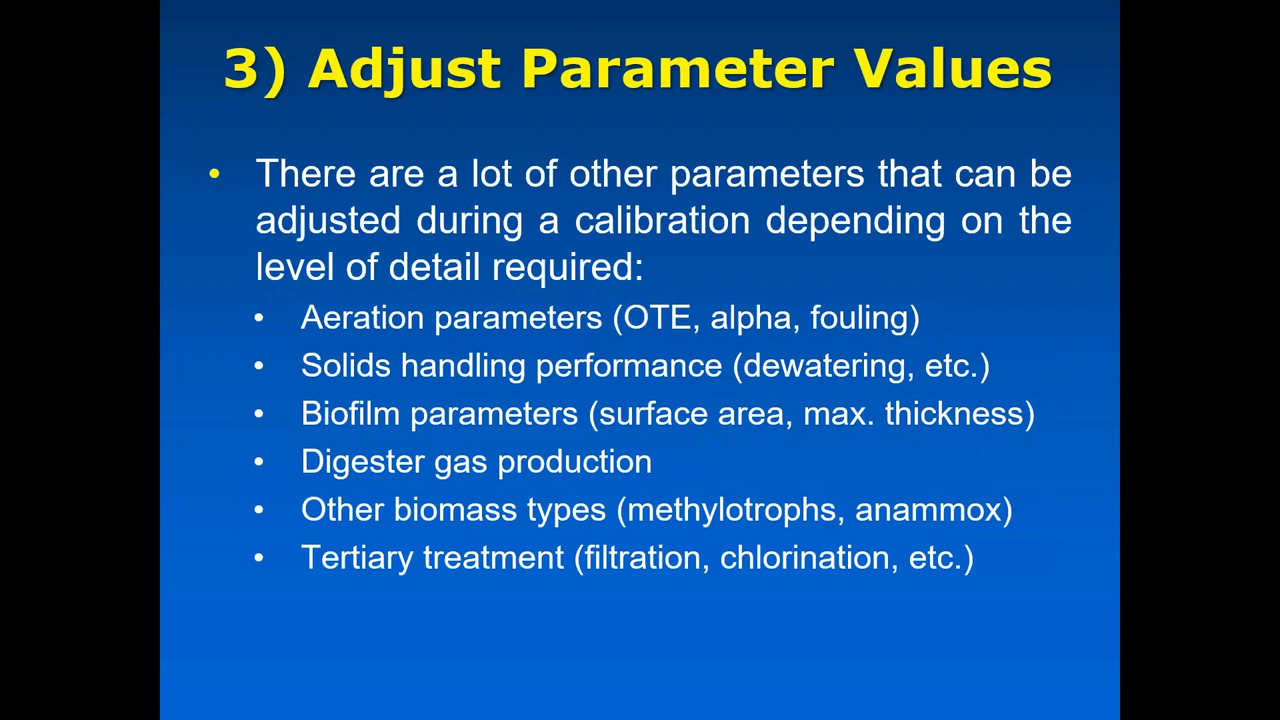 3) Adjust Parameter Values
• There are a lot of other parameters that can be
adjusted during a calibration depending on the
level of detail required:
• Aeration parameters (OTE, alpha, fouling)
• Solids handling performance (dewatering, etc.)
• Biofilm parameters (surface area, max. thickness)
• Digester gas production
• Other biomass types (methylotrophs, anammox)
• Tertiary treatment (filtration, chlorination, etc.)